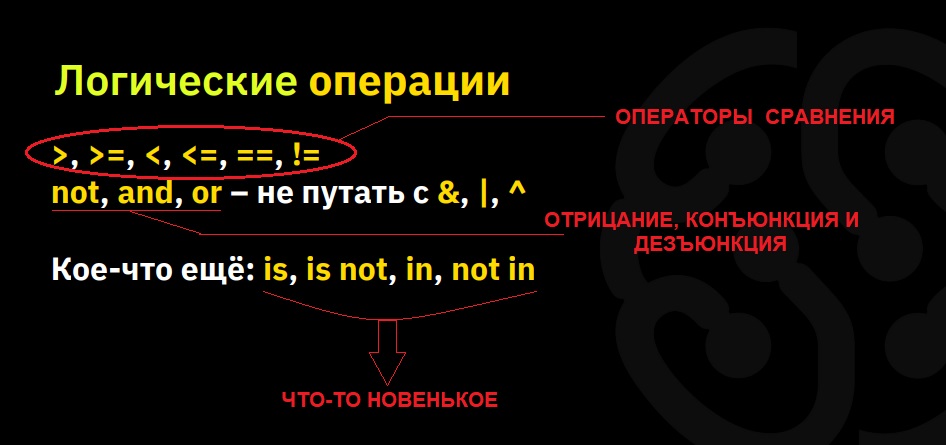 Логические операции
ОПЕРАТОРЫ СРАВНЕНИЯ
>, >=, <, <=, ==, !=
not, and, or – не путать с &, |, ^
ОТРИЦАНИЕ, КОНЪЮНКЦИЯ И
ДЕЗЪЮНКЦИЯ
Кое-что ещё: is, is not, in, not in
ЧТО-ТО НОВЕНЬКОЕ